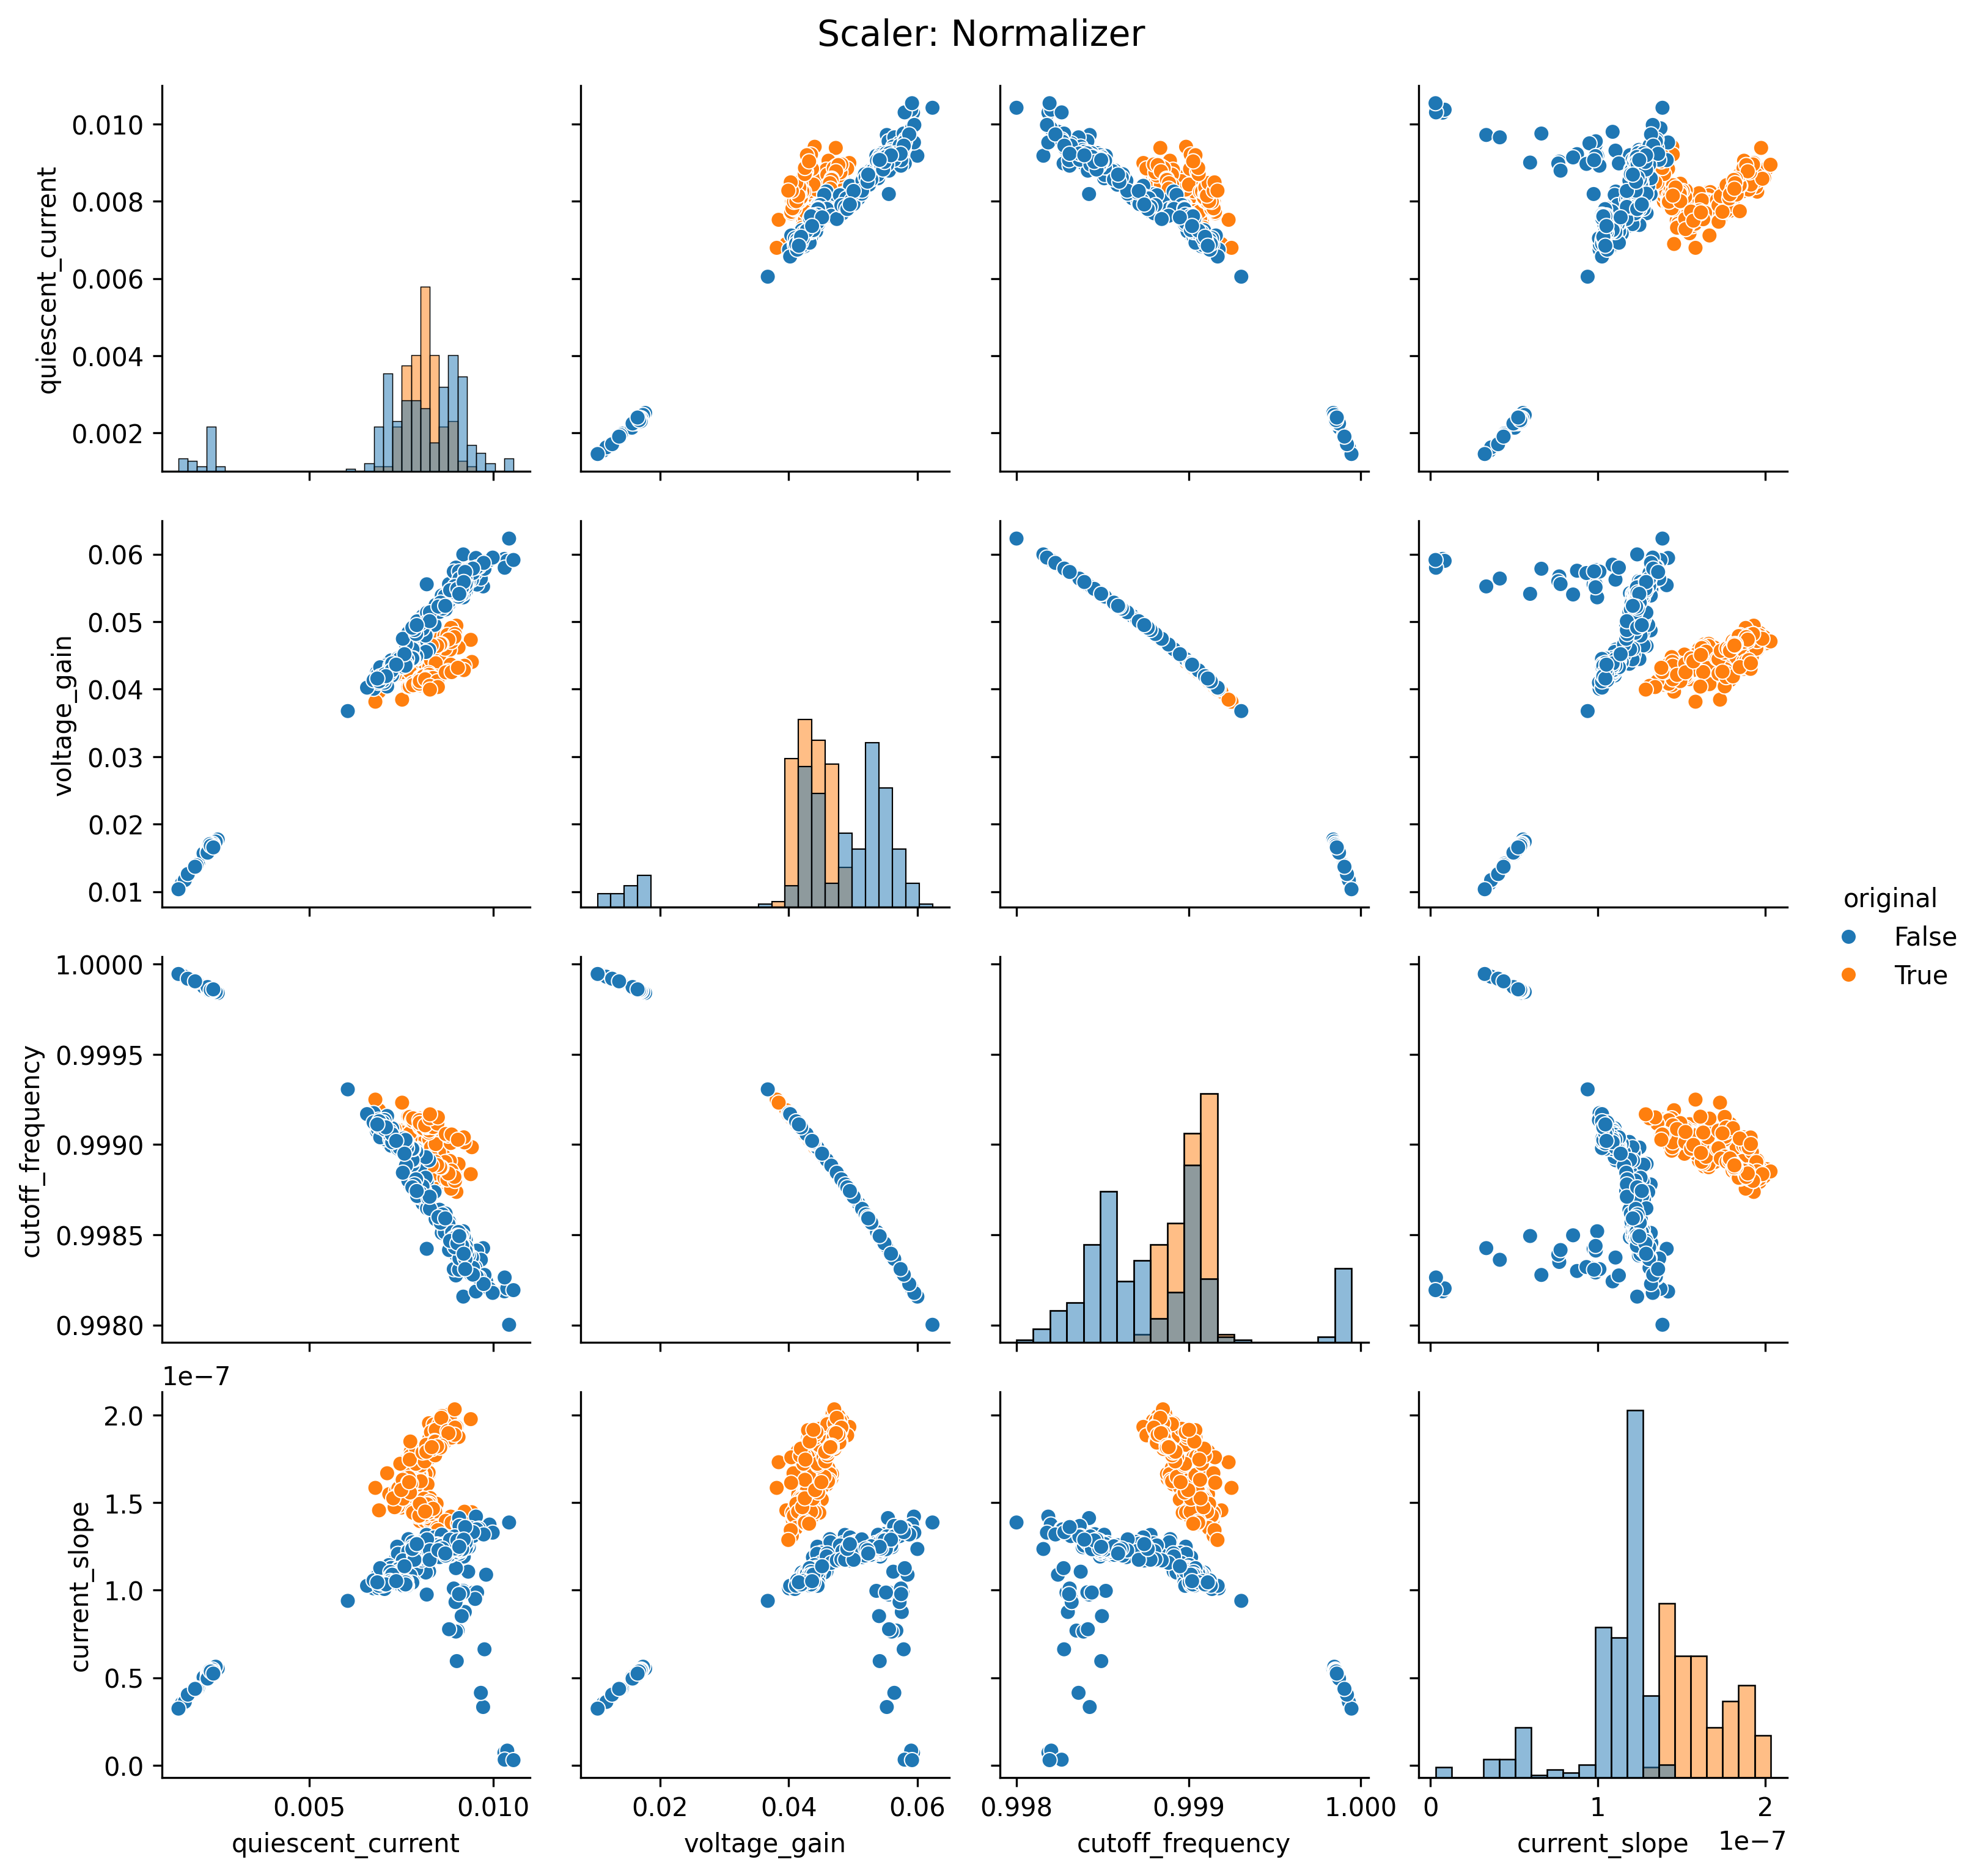 Scaler: Normalizer
quiescent_current
0.010
0.008
0.006
0.004
0.002
voltage_gain
0.06
0.05
0.04
0.03
0.02
0.01
original
False
True
cutoff_frequency
1.0000
0.9995
0.9990
0.9985
0.9980
1e−7
current_slope
2.0
1.5
1.0
0.5
0.0
0.005 0.010
0.02 0.04 0.06
0.998 0.999 1.000
0 1 2
1e−7
quiescent_current
voltage_gain
cutoff_frequency
current_slope